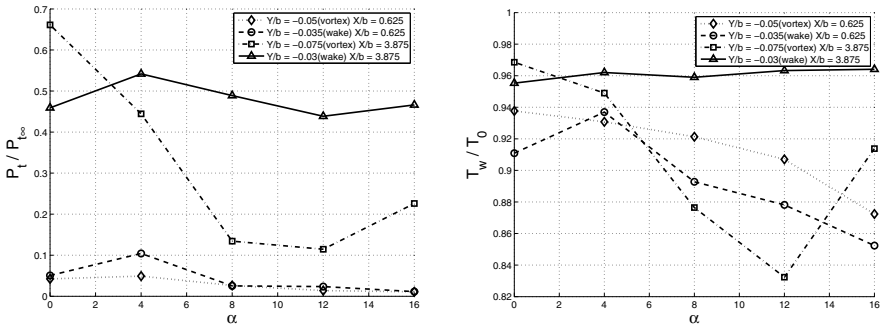 0.7
0.6
0.5
0.4
0.3
0.2
0.1
0
P_t / P_t∞
0 2 4 6 8 10 12 14 16
α
Y/b = −0.05(vortex) X/b = 0.625
Y/b = −0.035(wake) X/b = 0.625
Y/b = −0.075(vortex) X/b = 3.875
Y/b = −0.03(wake) X/b = 3.875
1
0.98
0.96
0.94
0.92
0.9
0.88
0.86
0.84
0.82
T_w / T_0
0 2 4 6 8 10 12 14 16
α
Y/b = −0.05(vortex) X/b = 0.625
Y/b = −0.035(wake) X/b = 0.625
Y/b = −0.075(vortex) X/b = 3.875
Y/b = −0.03(wake) X/b = 3.875